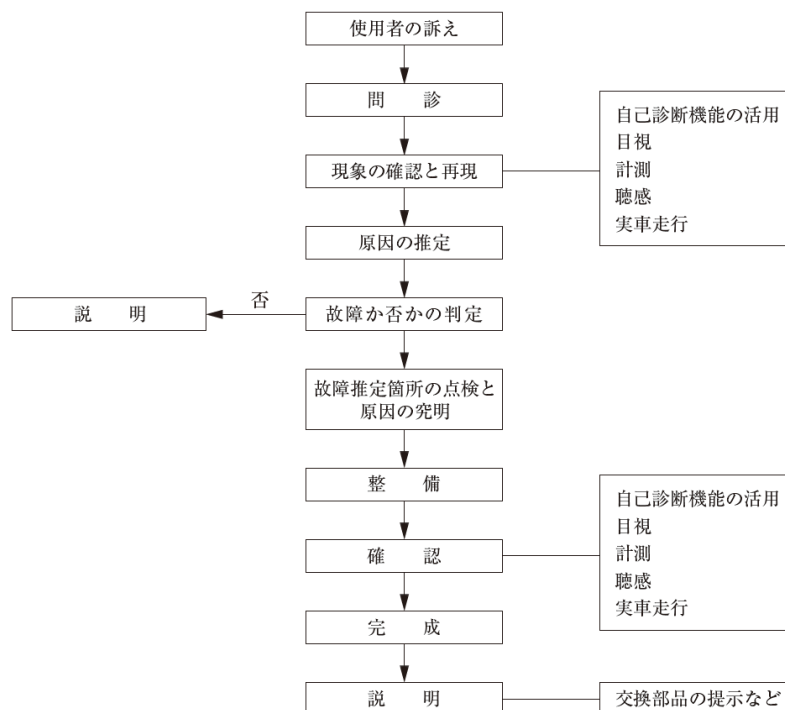 使用者の訴え
問　診
現象の確認と再現
自己診断機能の活用
目視
計測
聴感
実車走行
原因の推定
故障か否かの判定
否
説　明
故障推定箇所の点検と
原因の究明
整　備
確　認
自己診断機能の活用
目視
計測
聴感
実車走行
完　成
説　明
交換部品の提示など